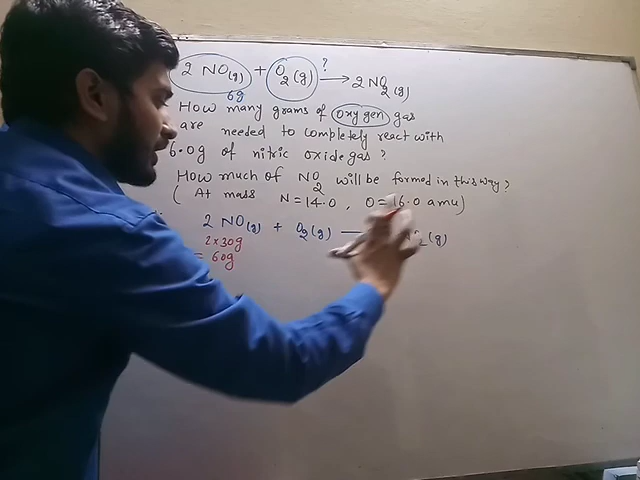 2 NO(g) + O2(g) ⟶ 2 NO2(g)
?
6g
How many grams of oxygen gas
are needed to completely react with
6.0g of nitric oxide gas ?
How much of NO2 will be formed in this way ?
( At mass N = 14.0 , O = 16.0 amu)
2 NO(g) + O2(g) — 2(g)
2 x 30g
= 60g